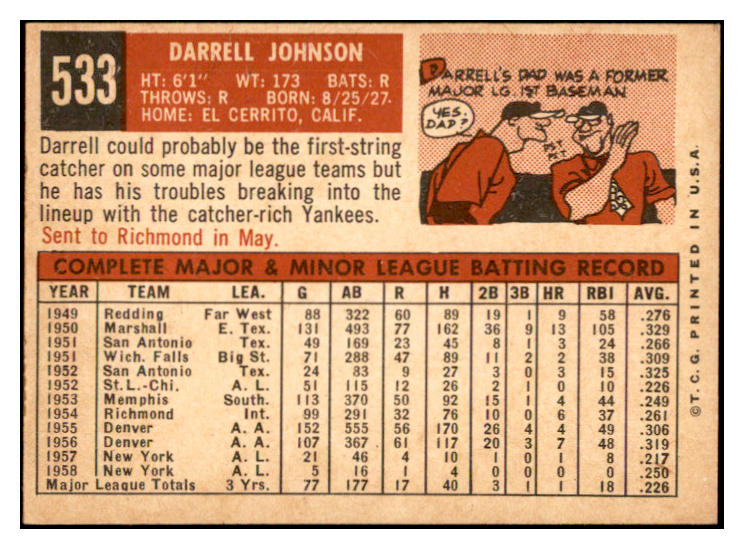 533
DARRELL JOHNSON
HT: 6'1" WT: 173 BATS: R
THROWS: R BORN: 8/25/27
HOME: EL CERRITO, CALIF.
DARRELL'S DAD WAS A FORMER
MAJOR LG. 1ST BASEMAN
YES.
DAD?
PST.
PST
Darrell could probably be the first-string
catcher on some major league teams but
he has his troubles breaking into the
lineup with the catcher-rich Yankees.
Sent to Richmond in May.
COMPLETE MAJOR & MINOR LEAGUE BATTING RECORD
YEAR TEAM LEA. G AB R H 2B 3B HR RBI AVG.
1949 Redding Far West 88 322 60 89 19 1 9 58 .276
1950 Marshall E. Tex. 131 493 77 162 36 9 13 105 .329
1951 San Antonio Tex. 49 169 23 45 8 1 3 24 .266
1951 Wich. Falls Big St. 71 288 47 89 11 2 2 38 .309
1952 San Antonio Tex. 24 83 9 27 3 0 3 15 .325
1952 St.L.-Chi. A. L. 51 115 12 26 2 1 0 10 .226
1953 Memphis South. 113 370 50 92 15 1 4 44 .249
1954 Richmond Int. 99 291 32 76 10 0 6 37 .261
1955 Denver A. A. 152 555 56 170 26 4 4 49 .306
1956 Denver A. A. 107 367 61 117 20 3 7 48 .319
1957 New York A. L. 21 46 4 10 1 0 1 8 .217
1958 New York A. L. 5 16 1 4 0 0 0 0 .250
Major League Totals 3 Yrs. 77 177 17 40 3 1 1 18 .226
©T. C. G. PRINTED IN U.S.A.